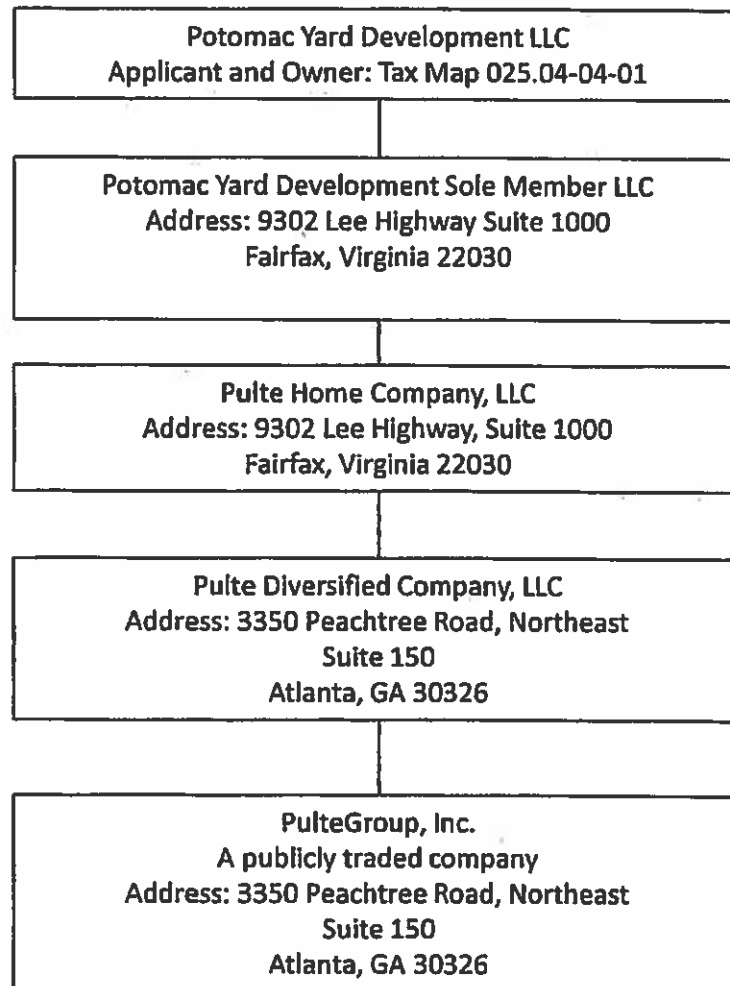 Potomac Yard Development LLC
Applicant and Owner: Tax Map 025.04-04-01
Potomac Yard Development Sole Member LLC
Address: 9302 Lee Highway Suite 1000
Fairfax, Virginia 22030
Pulte Home Company, LLC
Address: 9302 Lee Highway, Suite 1000
Fairfax, Virginia 22030
Pulte Diversified Company, LLC
Address: 3350 Peachtree Road, Northeast
Suite 150
Atlanta, GA 30326
PulteGroup, Inc.
A publicly traded company
Address: 3350 Peachtree Road, Northeast
Suite 150
Atlanta, GA 30326